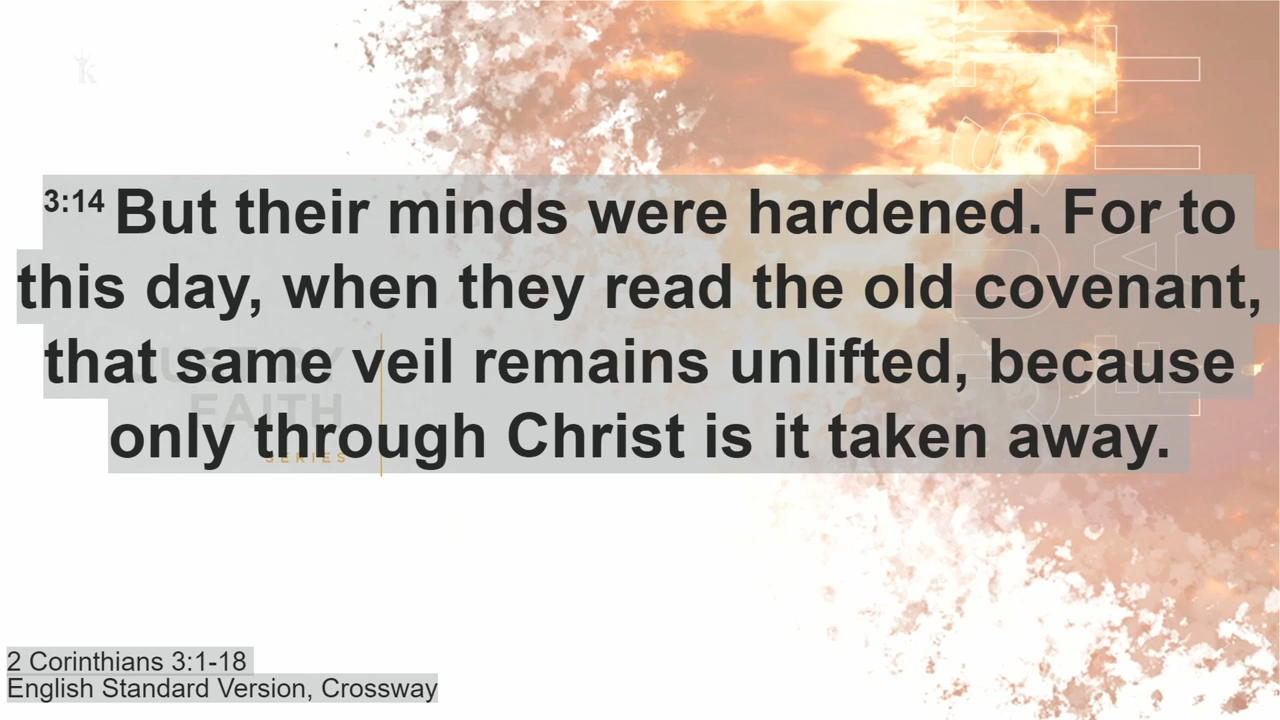 3:14 But their minds were hardened. For to
this day, when they read the old covenant,
that same veil remains unlifted, because
only through Christ is it taken away.
FAITH
SERIES
2 Corinthians 3:1-18
English Standard Version, Crossway